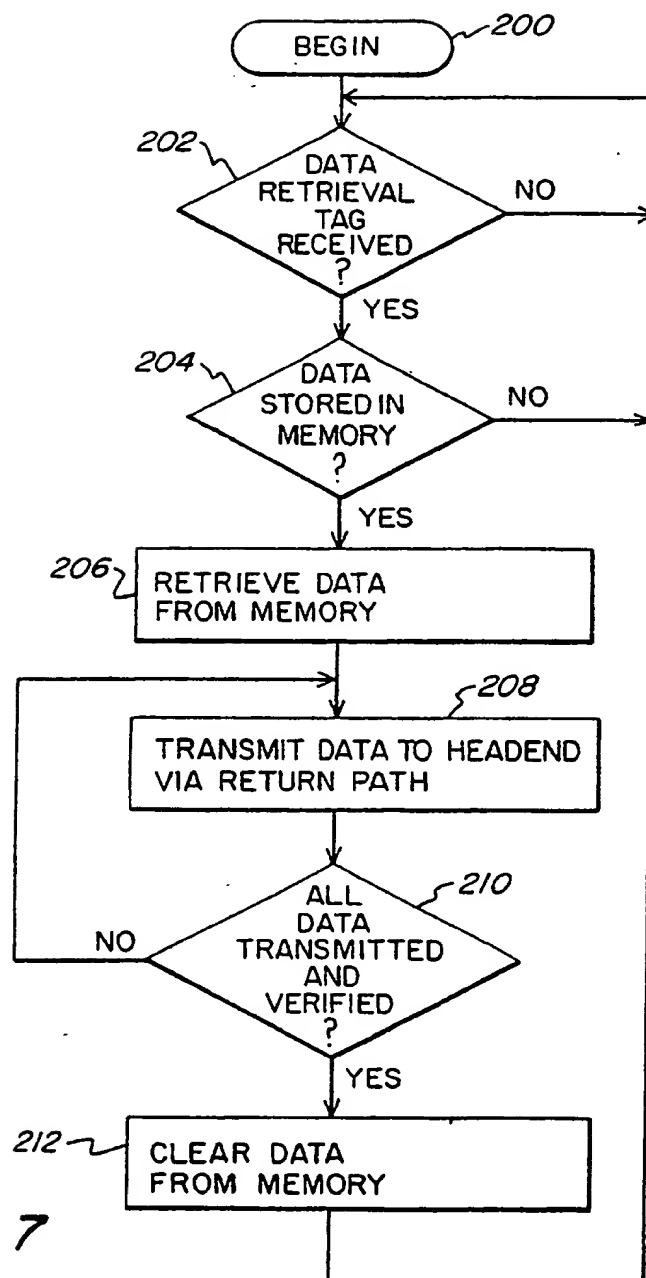 BEGIN
200
202
DATA
RETRIEVAL
TAG
RECEIVED
?
NO
YES
204
DATA
STORED IN
MEMORY
?
NO
YES
206
RETRIEVE DATA
FROM MEMORY
208
TRANSMIT DATA TO HEADEND
VIA RETURN PATH
210
ALL
DATA
TRANSMITTED
AND
VERIFIED
?
NO
YES
212
CLEAR DATA
FROM MEMORY
7